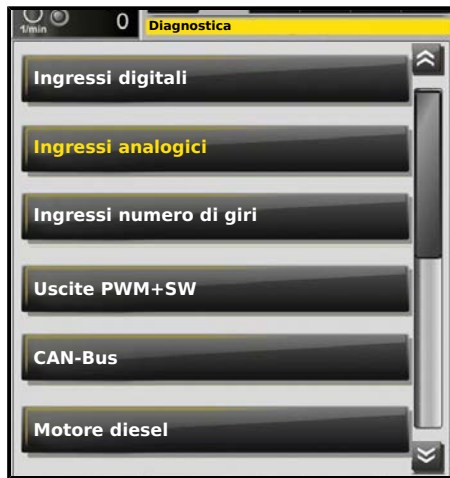 1/min
0
Diagnostica
Ingressi digitali
Ingressi analogici
Ingressi numero di giri
Uscite PWM+SW
CAN-Bus
Motore diesel